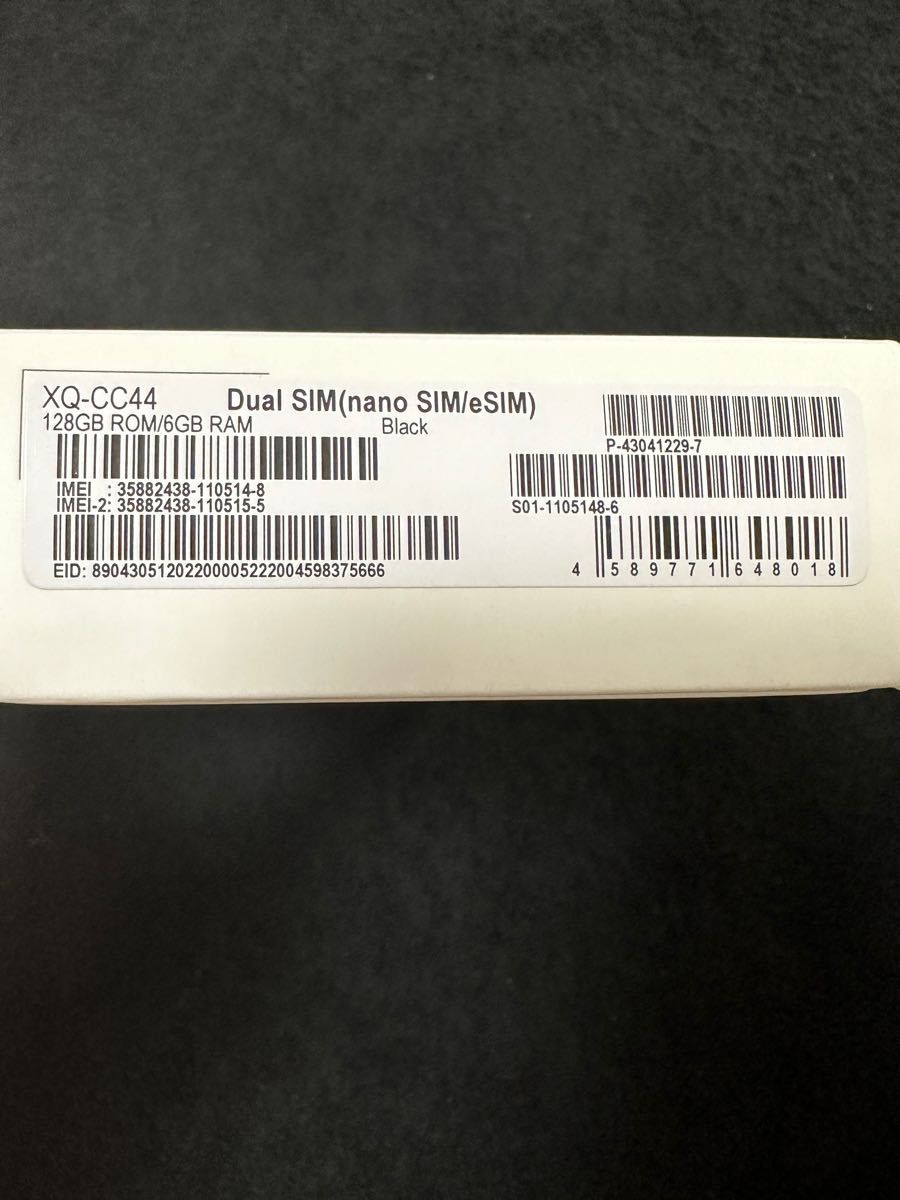 XQ-CC44 Dual SIM(nano SIM/eSIM)
128GB ROM/6GB RAM Black
P-43041229-7
IMEI : 35882438-110514-8
IMEI-2: 35882438-110515-5
S01-1105148-6
EID: 89043051202200005222004598375666
4 589771 648018